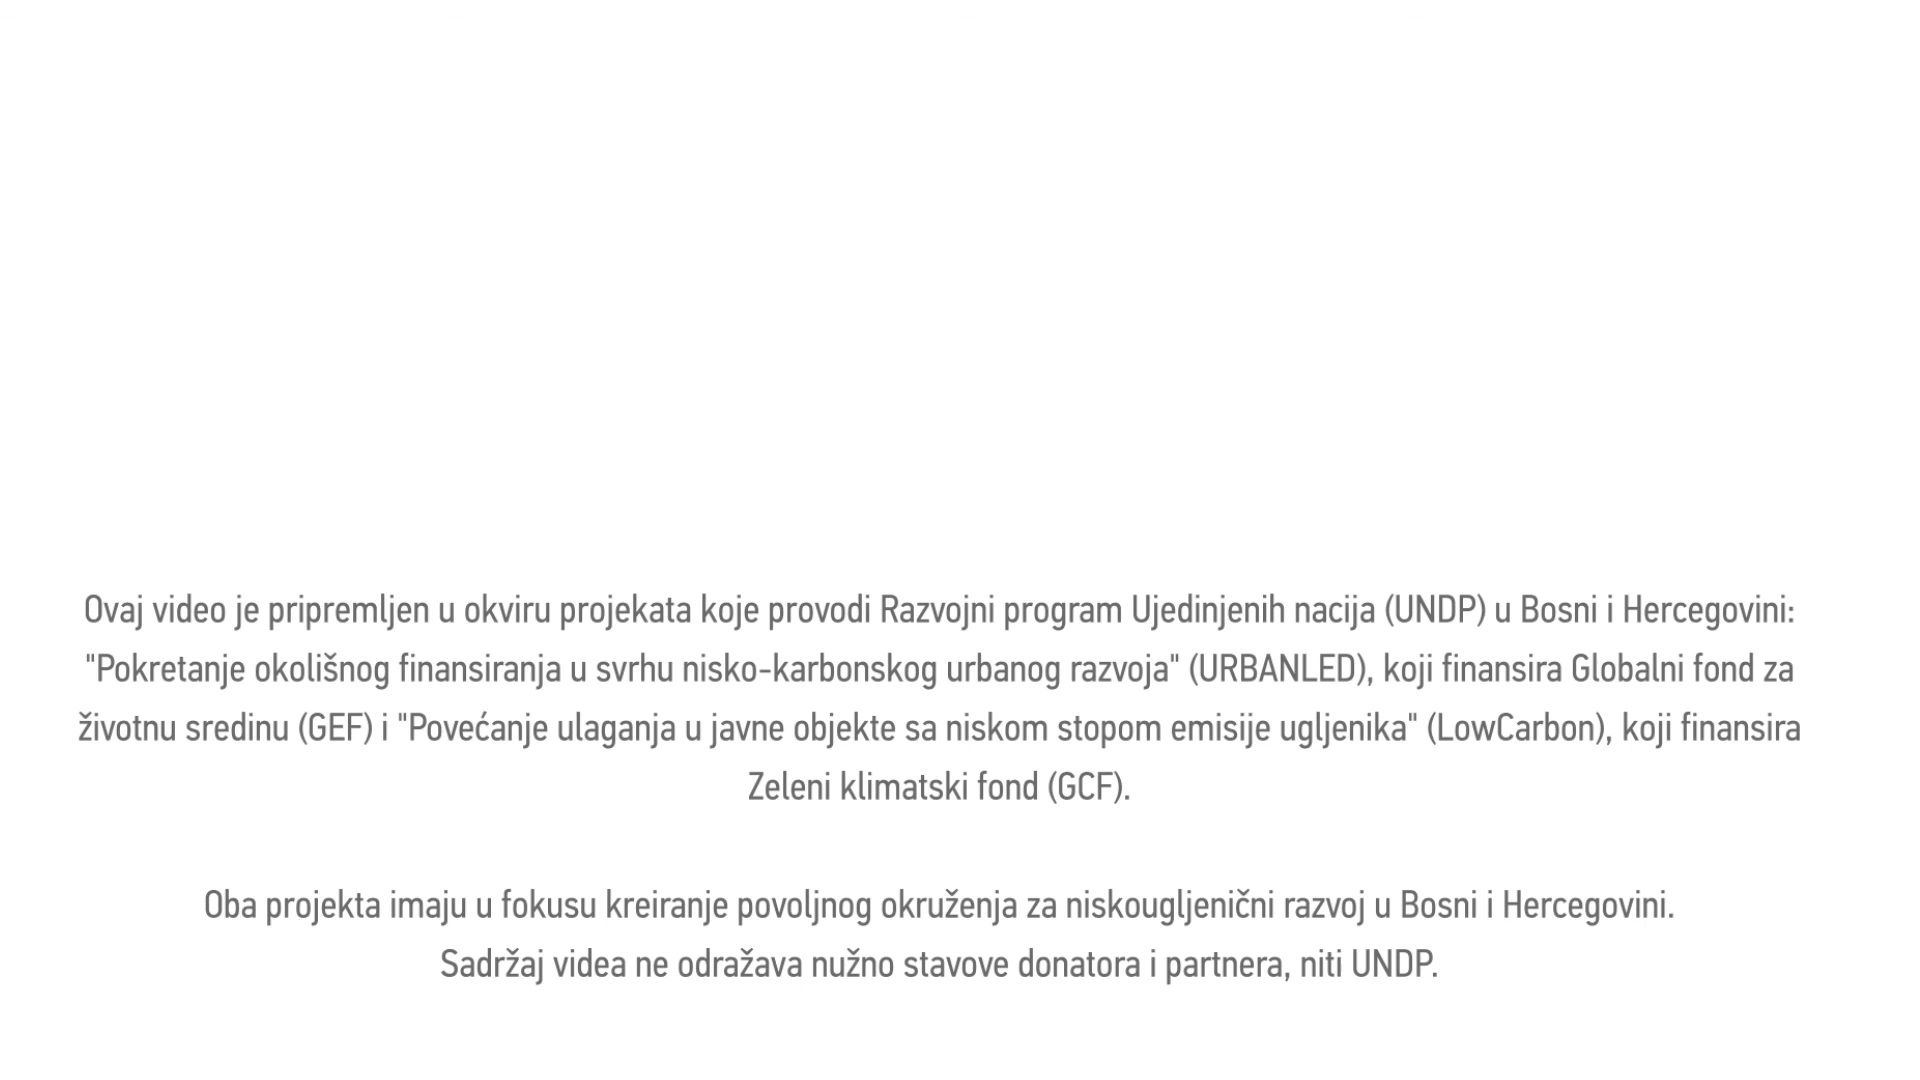 Ovaj video je pripremljen u okviru projekata koje provodi Razvojni program Ujedinjenih nacija (UNDP) u Bosni i Hercegovini:
"Pokretanje okolišnog finansiranja u svrhu nisko-karbonskog urbanog razvoja" (URBANLED), koji finansira Globalni fond za
životnu sredinu (GEF) i "Povećanje ulaganja u javne objekte sa niskom stopom emisije ugljenika" (LowCarbon), koji finansira
Zeleni klimatski fond (GCF).
Oba projekta imaju u fokusu kreiranje povoljnog okruženja za niskougljenični razvoj u Bosni i Hercegovini.
Sadržaj videa ne odražava nužno stavove donatora i partnera, niti UNDP.